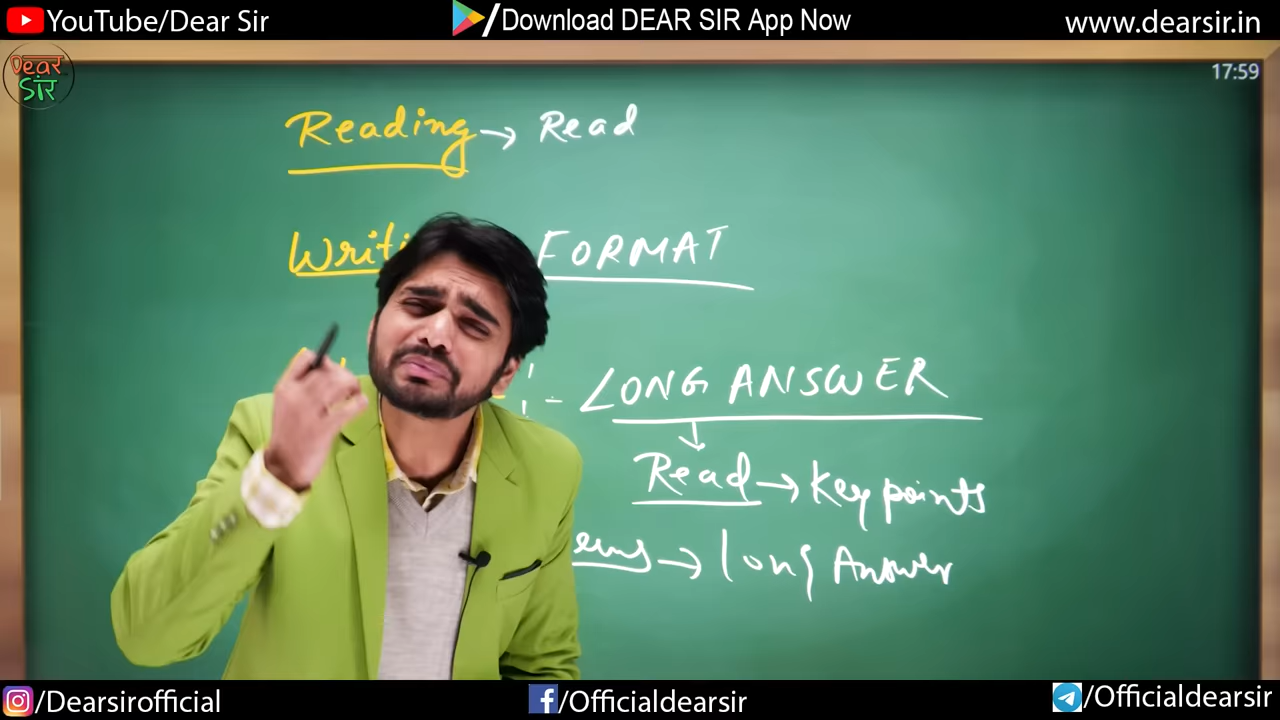 YouTube/Dear Sir
/Download DEAR SIR App Now
www.dearsir.in
Dear
सर
17:59
Reading → Read
FORMAT
:- LONG ANSWER
Read → Key points
→ long Answer
/Dearsirofficial
/Officialdearsir
/Officialdearsir